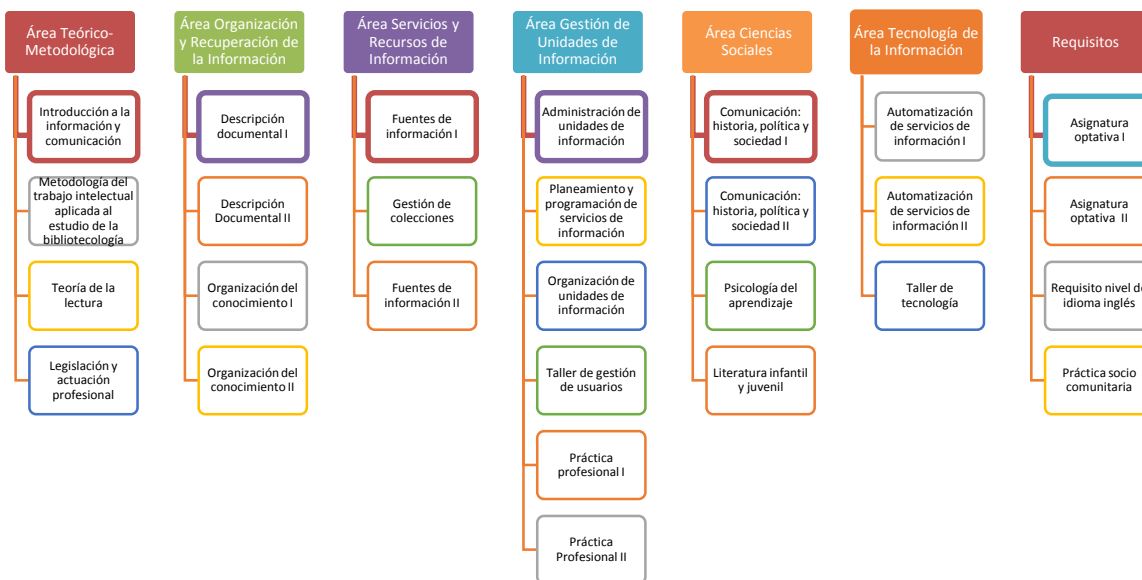 Área Teórico-
Metodológica
Introducción a la
información y
comunicación
Metodología del
trabajo intelectual
aplicada al
estudio de la
bibliotecología
Teoría de la
lectura
Legislación y
actuación
profesional
Área Organización
y Recuperación de
la Información
Descripción
documental I
Descripción
Documental II
Organización del
conocimiento I
Organización del
conocimiento II
Área Servicios y
Recursos de
Información
Fuentes de
información I
Gestión de
colecciones
Fuentes de
información II
Área Gestión de
Unidades de
Información
Administración de
unidades de
información
Planeamiento y
programación de
servicios de
información
Organización de
unidades de
información
Taller de gestión
de usuarios
Práctica
profesional I
Práctica
Profesional II
Área Ciencias
Sociales
Comunicación:
historia, política y
sociedad I
Comunicación:
historia, política y
sociedad II
Psicología del
aprendizaje
Literatura infantil
y juvenil
Área Tecnología de
la Información
Automatización
de servicios de
información I
Automatización
de servicios de
información II
Taller de
tecnología
Requisitos
Asignatura
optativa I
Asignatura
optativa II
Requisito nivel de
idioma inglés
Práctica socio
comunitaria